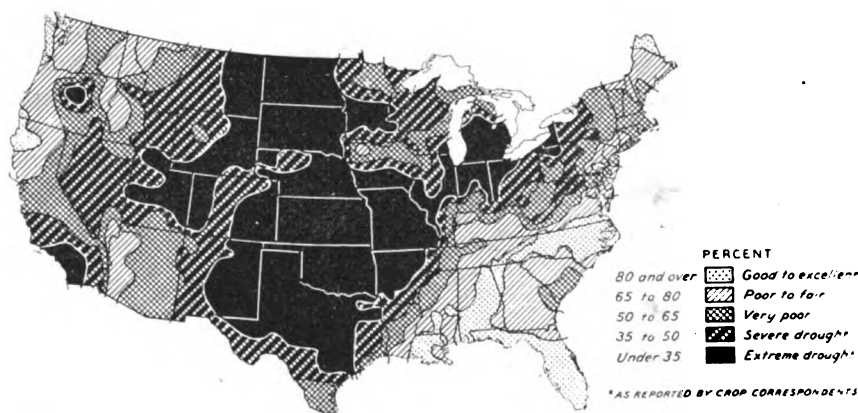 PERCENT
80 and over Good to excellent
65 to 80 Poor to fair
50 to 65 Very poor
35 to 50 Severe drought
Under 35 Extreme drought
*AS REPORTED BY CROP CORRESPONDENTS